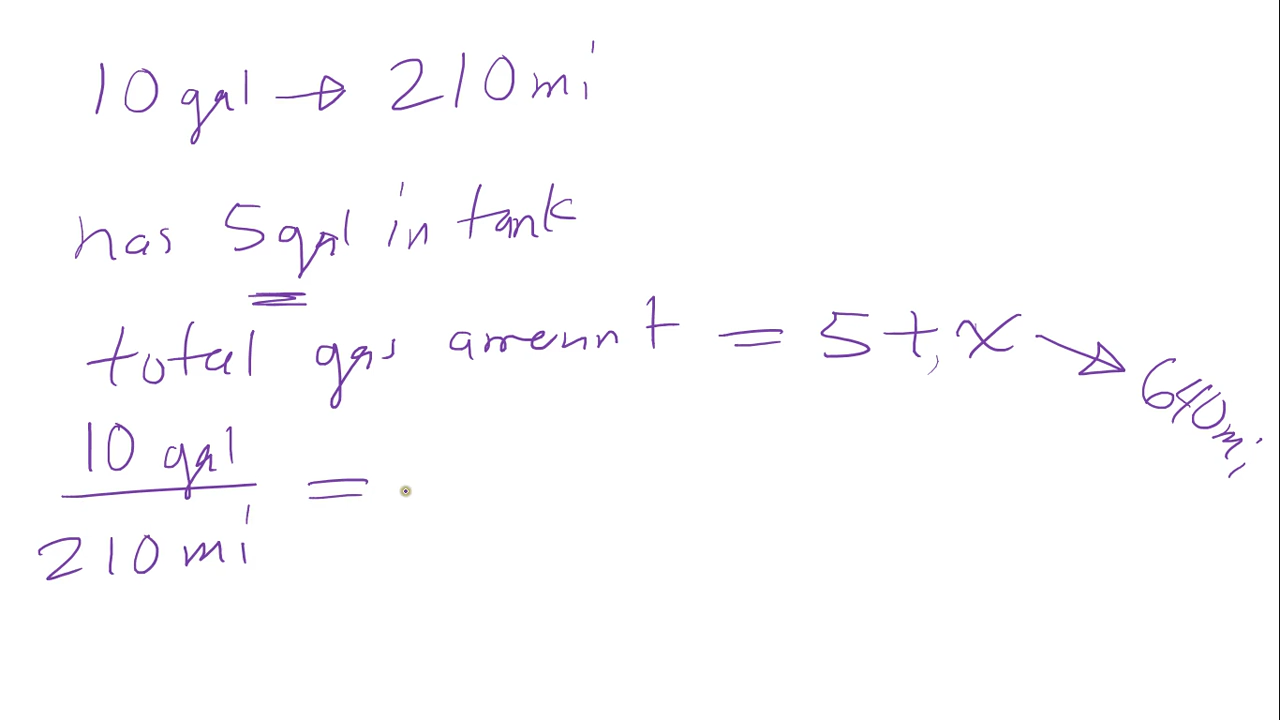 10 gal → 210 mi
has 5 gal in tank
total gas amount = 5 + x → 640 mi
10 gal
=
210 mi